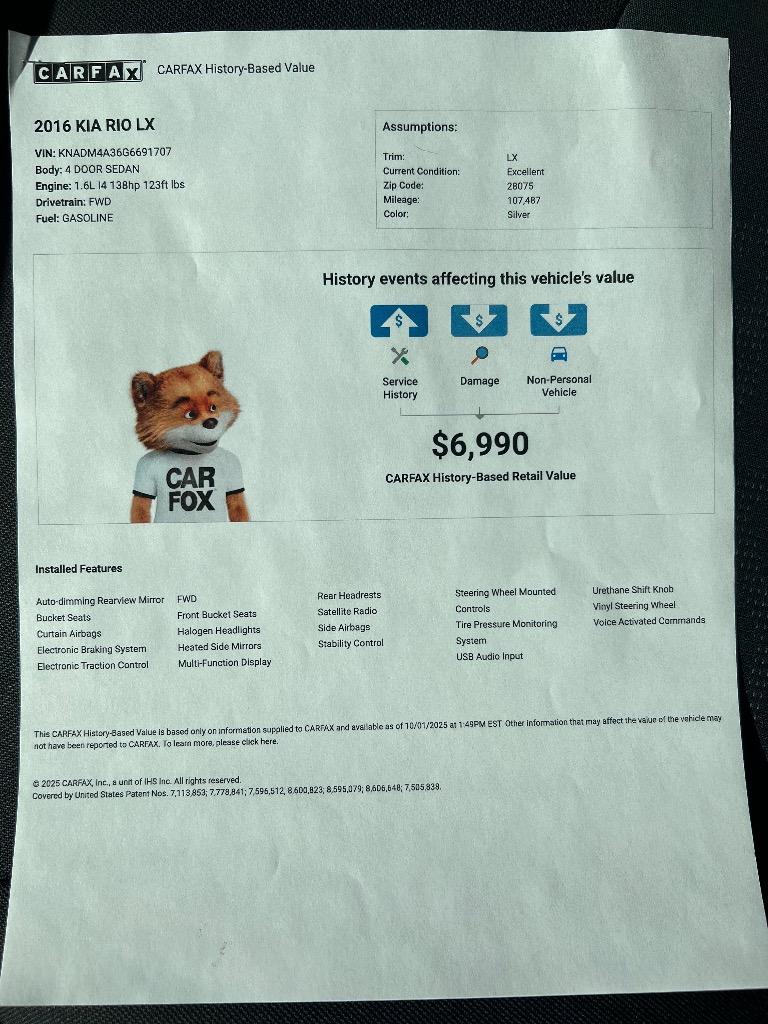 CARFAX CARFAX History-Based Value
2016 KIA RIO LX
VIN: KNADM4A36G6691707
Body: 4 DOOR SEDAN
Engine: 1.6L I4 138hp 123ft lbs
Drivetrain: FWD
Fuel: GASOLINE
Assumptions:
Trim: LX
Current Condition: Excellent
Zip Code: 28075
Mileage: 107,487
Color: Silver
History events affecting this vehicle's value
$ $ $
Service History
Damage
Non-Personal Vehicle
$6,990
CARFAX History-Based Retail Value
CAR
FOX
Installed Features
Auto-dimming Rearview Mirror
Bucket Seats
Curtain Airbags
Electronic Braking System
Electronic Traction Control
FWD
Front Bucket Seats
Halogen Headlights
Heated Side Mirrors
Multi-Function Display
Rear Headrests
Satellite Radio
Side Airbags
Stability Control
Steering Wheel Mounted
Controls
Tire Pressure Monitoring
System
USB Audio Input
Urethane Shift Knob
Vinyl Steering Wheel
Voice Activated Commands
This CARFAX History-Based Value is based only on information supplied to CARFAX and available as of 10/01/2025 at 1:49PM EST. Other information that may affect the value of the vehicle may
not have been reported to CARFAX. To learn more, please click here.
© 2025 CARFAX, Inc., a unit of IHS Inc. All rights reserved.
Covered by United States Patent Nos. 7,113,853; 7,778,841; 7,596,512, 8,600,823; 8,595,079; 8,606,648; 7,505,838.